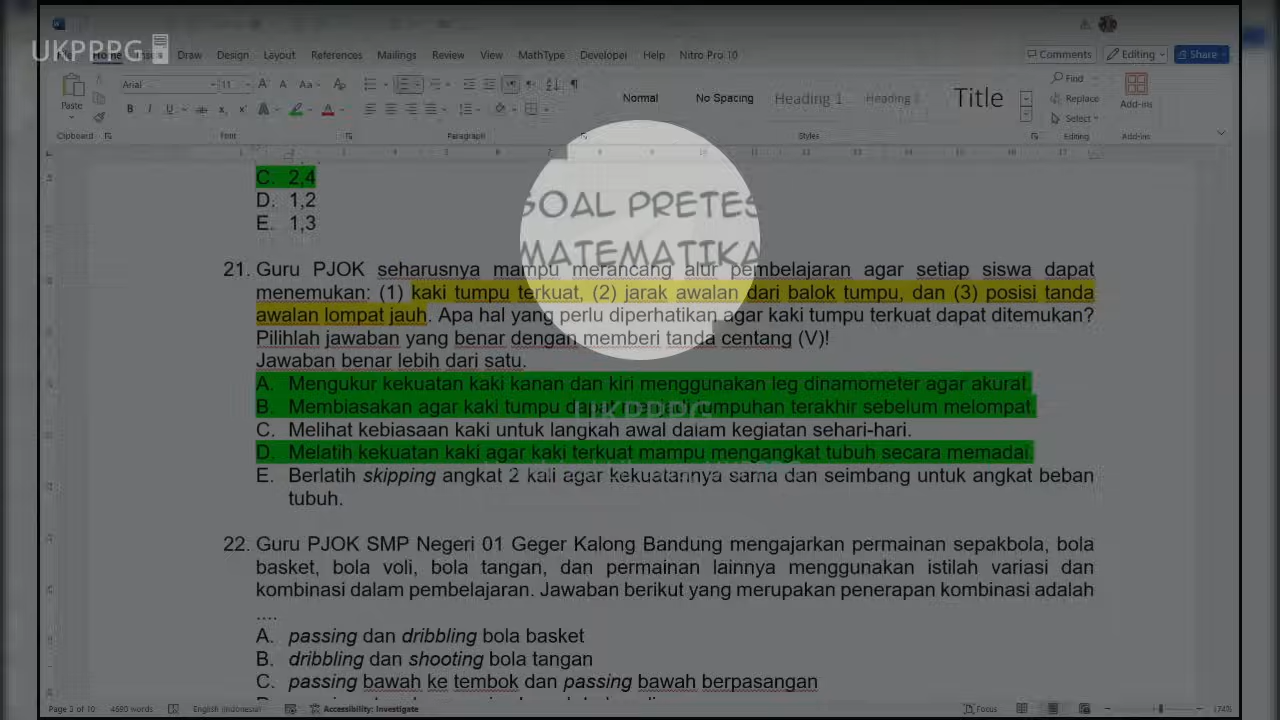 UKPPPG
Home Draw Design Layout References Mailings Review View MathType Developer Help Nitro Pro 10 Comments Editing Share
Paste
Arial 11
Normal No Spacing Heading 1 Heading Title
Find
Replace
Select
Add-ins
Clipboard Font Paragraph Styles Editing Add-ins
C. 2,4
D. 1,2
E. 1,3
GOAL PRETES
MATEMATIKA
21. Guru PJOK seharusnya mampu merancang alur pembelajaran agar setiap siswa dapat
menemukan: (1) kaki tumpu terkuat, (2) jarak awalan dari balok tumpu, dan (3) posisi tanda
awalan lompat jauh. Apa hal yang perlu diperhatikan agar kaki tumpu terkuat dapat ditemukan?
Pilihlah jawaban yang benar dengan memberi tanda centang (V)!
Jawaban benar lebih dari satu.
A. Mengukur kekuatan kaki kanan dan kiri menggunakan leg dinamometer agar akurat.
B. Membiasakan agar kaki tumpu dapat tumpuhan terakhir sebelum melompat.
UKPPPG
C. Melihat kebiasaan kaki untuk langkah awal dalam kegiatan sehari-hari.
D. Melatih kekuatan kaki agar kaki terkuat mampu mengangkat tubuh secara memadai.
E. Berlatih skipping angkat 2 kali agar kekuatannya sama dan seimbang untuk angkat beban
tubuh.
22. Guru PJOK SMP Negeri 01 Geger Kalong Bandung mengajarkan permainan sepakbola, bola
basket, bola voli, bola tangan, dan permainan lainnya menggunakan istilah variasi dan
kombinasi dalam pembelajaran. Jawaban berikut yang merupakan penerapan kombinasi adalah
....
A. passing dan dribbling bola basket
B. dribbling dan shooting bola tangan
C. passing bawah ke tembok dan passing bawah berpasangan
Page 3 of 10 4690 words English (Indonesia) Accessibility: Investigate Focus 174%